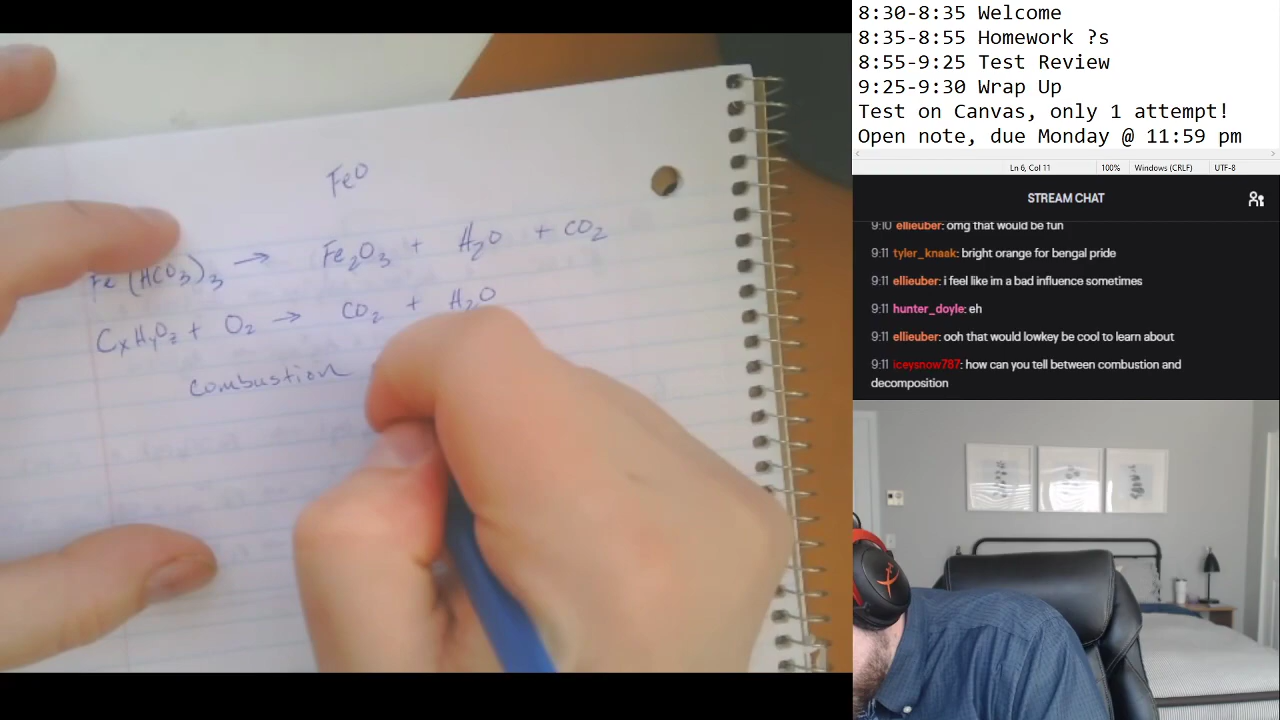 FeO
Fe(HCO3)3 → Fe2O3 + H2O + CO2
CxHyOz + O2 → CO2 + H2O
combustion
8:30-8:35 Welcome
8:35-8:55 Homework ?s
8:55-9:25 Test Review
9:25-9:30 Wrap Up
Test on Canvas, only 1 attempt!
Open note, due Monday @ 11:59 pm
Ln 6, Col 11 100% Windows (CRLF) UTF-8
STREAM CHAT
9:10 ellieuber: omg that would be fun
9:11 tyler_knaak: bright orange for bengal pride
9:11 ellieuber: i feel like im a bad influence sometimes
9:11 hunter_doyle: eh
9:11 ellieuber: ooh that would lowkey be cool to learn about
9:11 iceysnow787: how can you tell between combustion and
decomposition